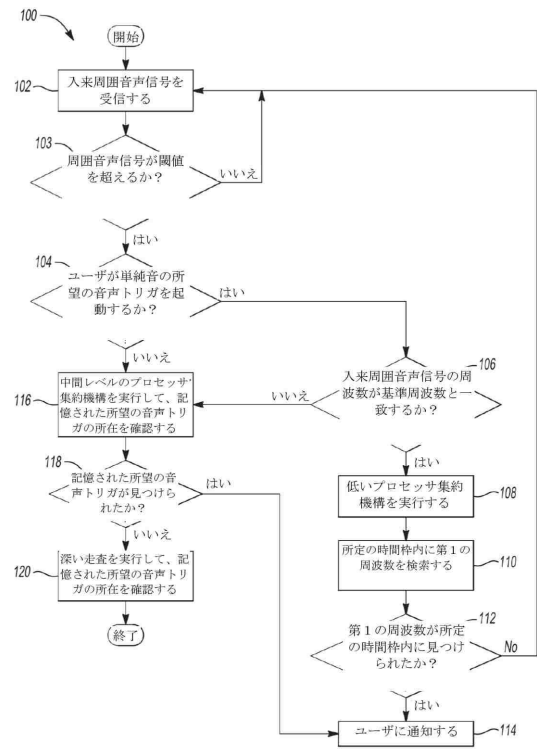 100
開始
102
入来周囲音声信号を
受信する
103
周囲音声信号が閾値
を超えるか?
いいえ
はい
104
ユーザが単純音の所
望の音声トリガを起
動するか?
はい
いいえ
106
入来周囲音声信号の周
波数が基準周波数と一
致するか?
いいえ
はい
116
中間レベルのプロセッサ
集約機構を実行して、記
憶された所望の音声トリ
ガの所在を確認する
108
低いプロセッサ集約
機構を実行する
118
記憶された所望の音
声トリガが見つけら
れたか?
はい
いいえ
110
所定の時間枠内に第1の
周波数を検索する
120
深い走査を実行して、記
憶された所望の音声トリ
ガの所在を確認する
終了
112
第1の周波数が所定
の時間枠内に見つけ
られたか?
No
はい
ユーザに通知する
114